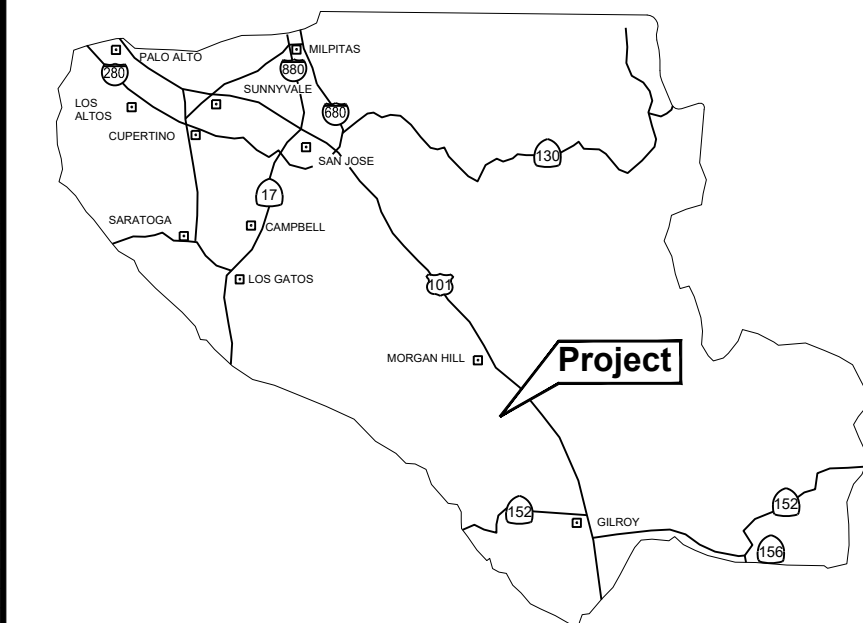 PALO ALTO
MILPITAS
280
880
SUNNYVALE
LOS
ALTOS
680
CUPERTINO
SAN JOSE
130
17
SARATOGA
CAMPBELL
LOS GATOS
101
MORGAN HILL
Project
152
GILROY
152
156